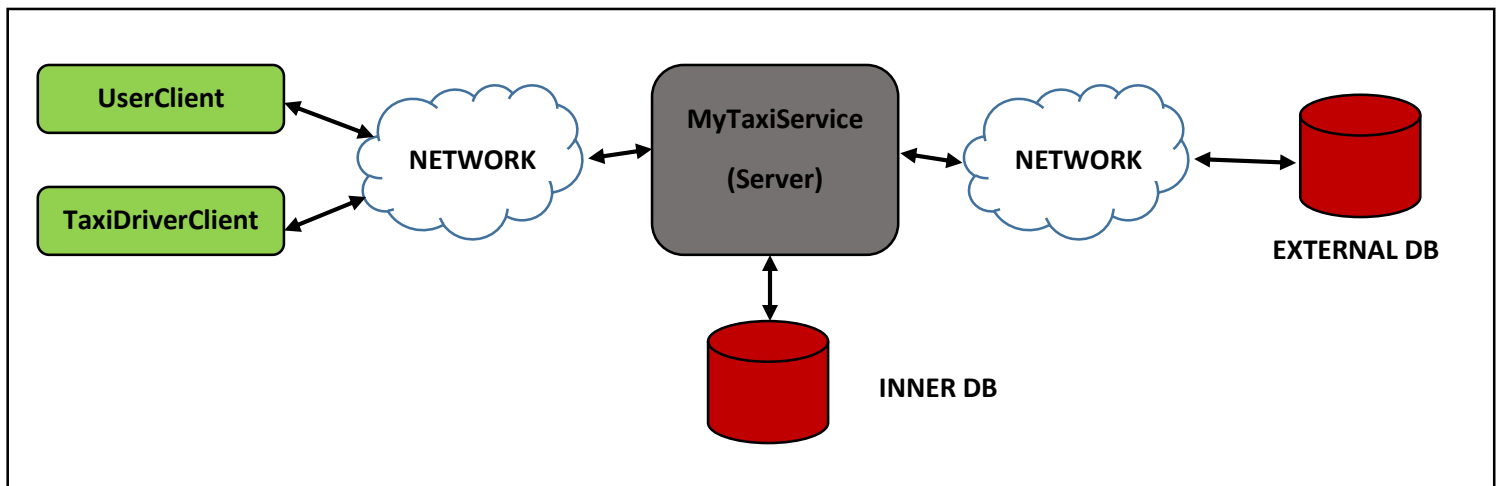 UserClient
TaxiDriverClient
NETWORK
MyTaxiService
(Server)
NETWORK
EXTERNAL DB
INNER DB